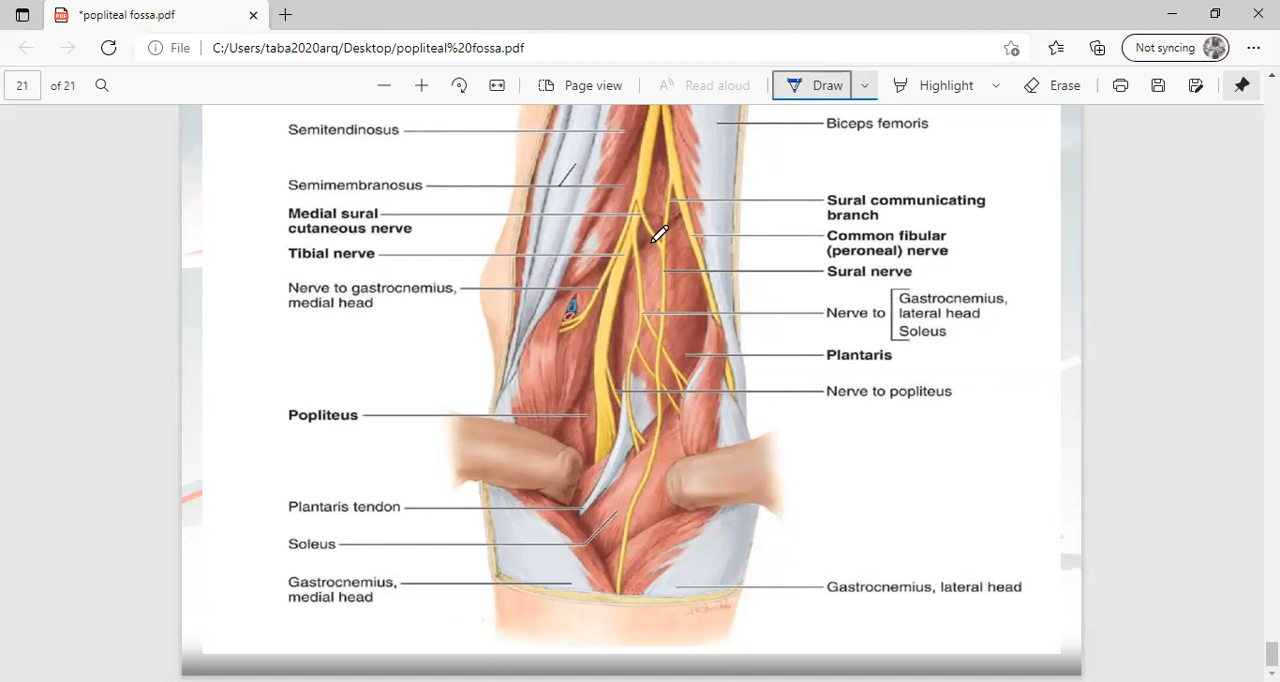 *popliteal fossa.pdf
File
C:/Users/taba2020arq/Desktop/popliteal%20fossa.pdf
Not syncing
21
of 21
Page view
Read aloud
Draw
Highlight
Erase
Semitendinosus
Semimembranosus
Medial sural
cutaneous nerve
Tibial nerve
Nerve to gastrocnemius,
medial head
Popliteus
Plantaris tendon
Soleus
Gastrocnemius,
medial head
Biceps femoris
Sural communicating
branch
Common fibular
(peroneal) nerve
Sural nerve
Nerve to
Gastrocnemius,
lateral head
Soleus
Plantaris
Nerve to popliteus
Gastrocnemius, lateral head